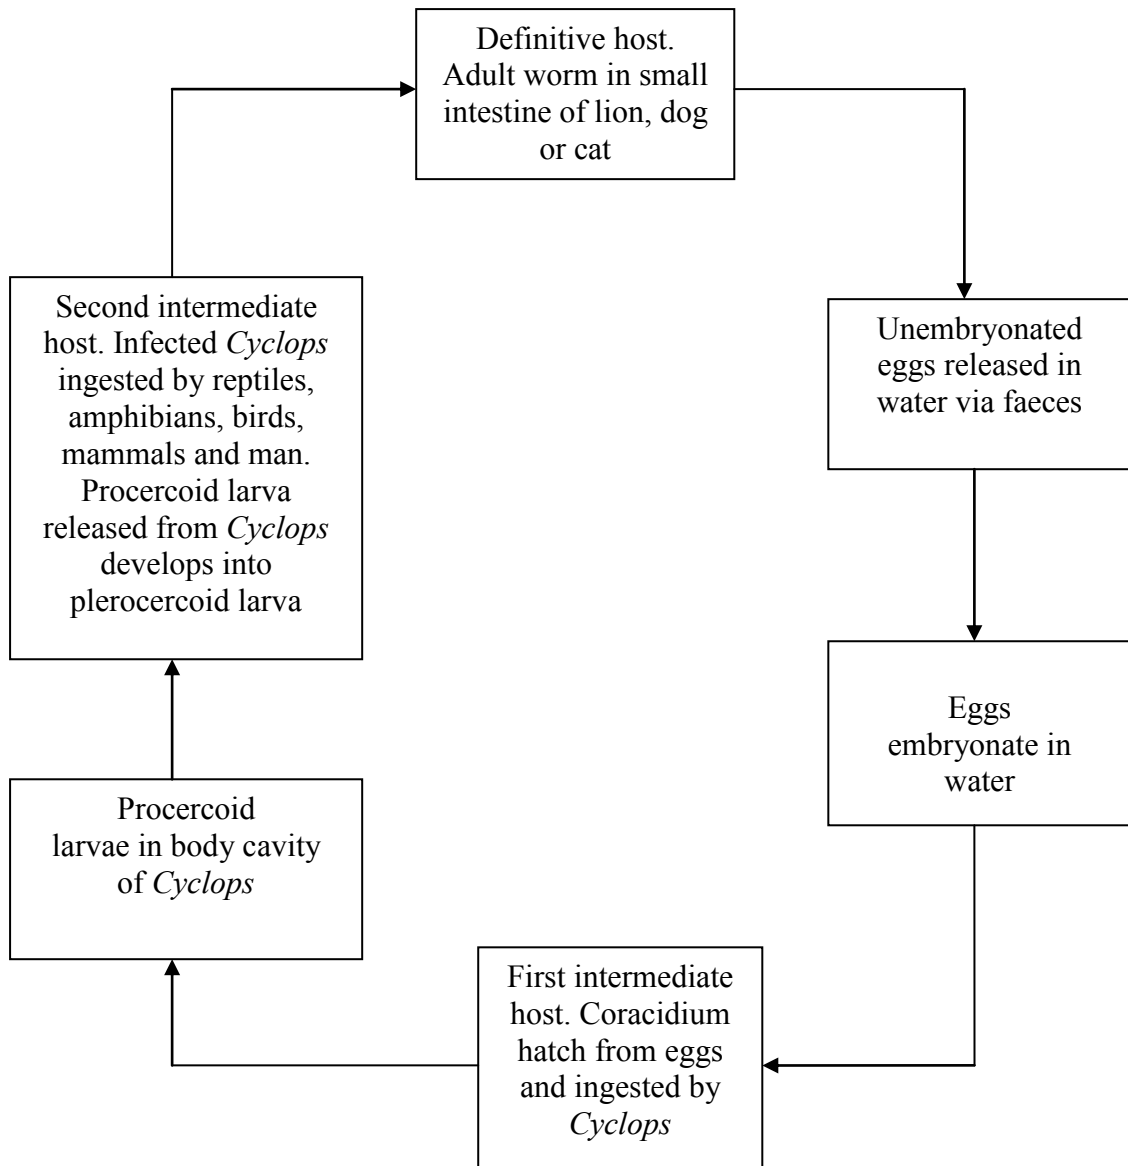 Definitive host.
Adult worm in small
intestine of lion, dog
or cat
Unembryonated
eggs released in
water via faeces
Eggs
embryonate in
water
First intermediate
host. Coracidium
hatch from eggs
and ingested by
Cyclops
Procercoid
larvae in body cavity
of Cyclops
Second intermediate
host. Infected Cyclops
ingested by reptiles,
amphibians, birds,
mammals and man.
Procercoid larva
released from Cyclops
develops into
plerocercoid larva